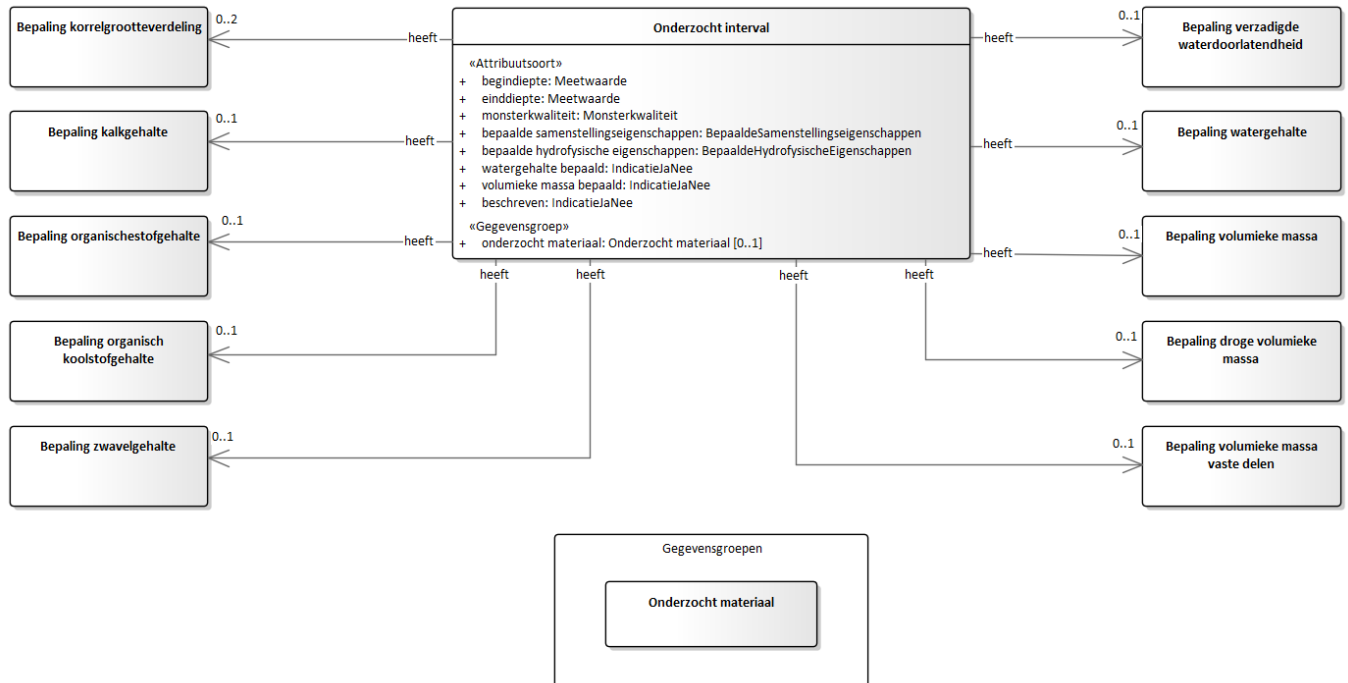 Bepaling korrelgrootteverdeling
0..2
heeft
Onderzocht interval
heeft
0..1
Bepaling verzadigde
waterdoorlatendheid
«Attribuutsoort»
+ begindiepte: Meetwaarde
+ einddiepte: Meetwaarde
+ monsterkwaliteit: Monsterkwaliteit
+ bepaalde samenstellingseigenschappen: BepaaldeSamenstellingseigenschappen
+ bepaalde hydrofysische eigenschappen: BepaaldeHydrofysischeEigenschappen
+ watergehalte bepaald: IndicatieJaNee
+ volumieke massa bepaald: IndicatieJaNee
+ beschreven: IndicatieJaNee
«Gegevensgroep»
+ onderzocht materiaal: Onderzocht materiaal [0..1]
Bepaling kalkgehalte
0..1
heeft
heeft
0..1
Bepaling watergehalte
Bepaling organischestofgehalte
0..1
heeft
heeft
0..1
Bepaling volumieke massa
heeft
heeft
heeft
heeft
Bepaling organisch
koolstofgehalte
0..1
0..1
Bepaling droge volumieke
massa
Bepaling zwavelgehalte
0..1
0..1
Bepaling volumieke massa
vaste delen
Gegevensgroepen
Onderzocht materiaal